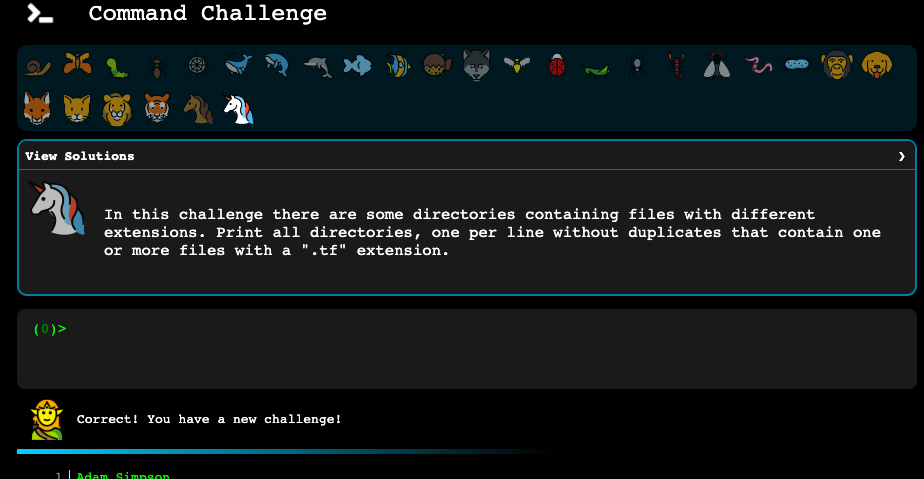 Command Challenge
View Solutions
In this challenge there are some directories containing files with different
extensions. Print all directories, one per line without duplicates that contain one
or more files with a ".tf" extension.
(0)>
Correct! You have a new challenge!
1 Adam Simpson